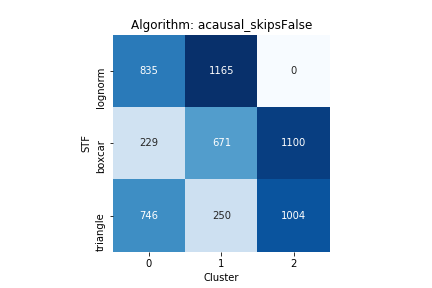 Algorithm: acausal_skipsFalse
lognorm 835 1165 0
STF
boxcar 229 671 1100
triangle 746 250 1004
0 1 2
Cluster